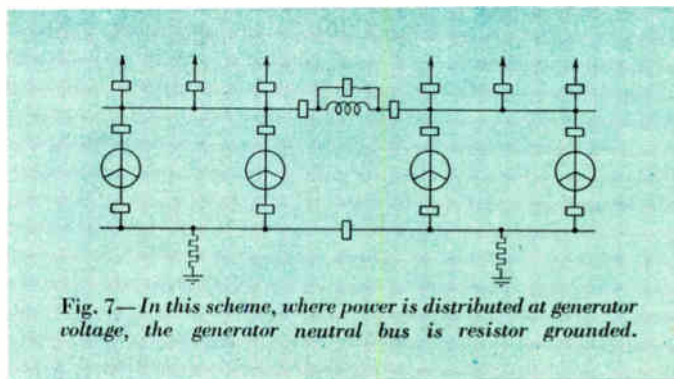 Fig. 7—In this scheme, where power is distributed at generator
voltage, the generator neutral bus is resistor grounded.